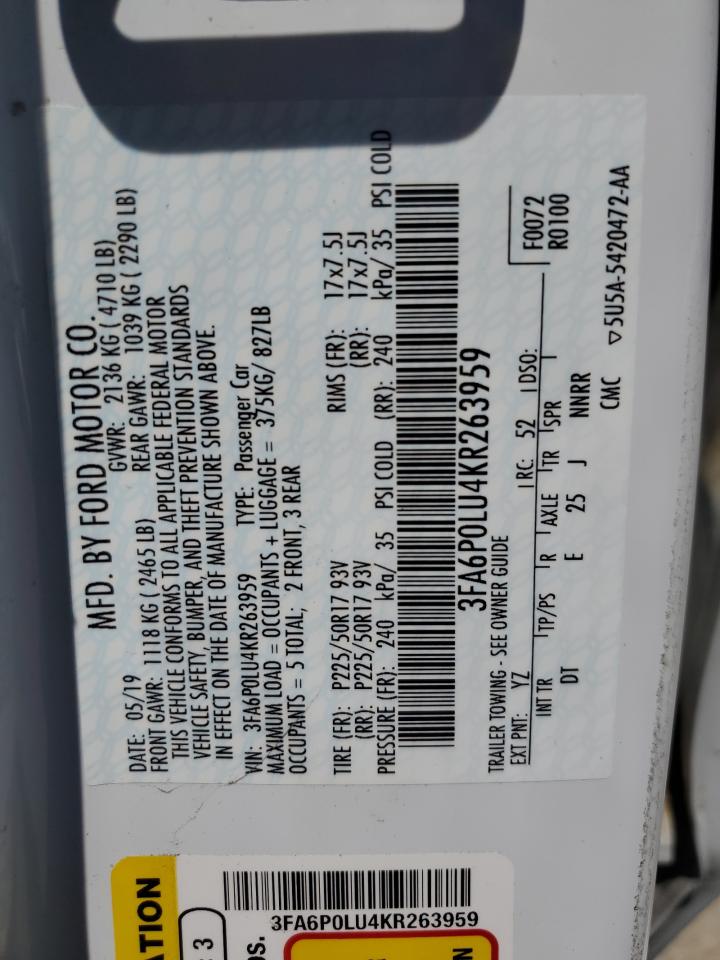 MFD. BY FORD MOTOR CO.
DATE: 05/19 GVWR: 2136 KG ( 4710 LB)
FRONT GAWR: 1118 KG ( 2465 LB) REAR GAWR: 1039 KG ( 2290 LB)
THIS VEHICLE CONFORMS TO ALL APPLICABLE FEDERAL MOTOR
VEHICLE SAFETY, BUMPER, AND THEFT PREVENTION STANDARDS
IN EFFECT ON THE DATE OF MANUFACTURE SHOWN ABOVE.
VIN: 3FA6P0LU4KR263959 TYPE: Passenger Car
MAXIMUM LOAD = OCCUPANTS + LUGGAGE = 375KG/ 827LB
OCCUPANTS = 5 TOTAL; 2 FRONT, 3 REAR
TIRE (FR): P225/50R17 93V RIMS (FR): 17x7.5J
(RR): P225/50R17 93V (RR): 17x7.5J
PRESSURE (FR): 240 kPa/ 35 PSI COLD (RR): 240 kPa/ 35 PSI COLD
3FA6P0LU4KR263959
TRAILER TOWING - SEE OWNER GUIDE
EXT PNT: YZ RC: 52 DSO: F0072
INT TR TP/PS R AXLE TR SPR R0100
DT E 25 J NNRR
CMC ▽5U5A-5420472-AA
3FA6P0LU4KR263959